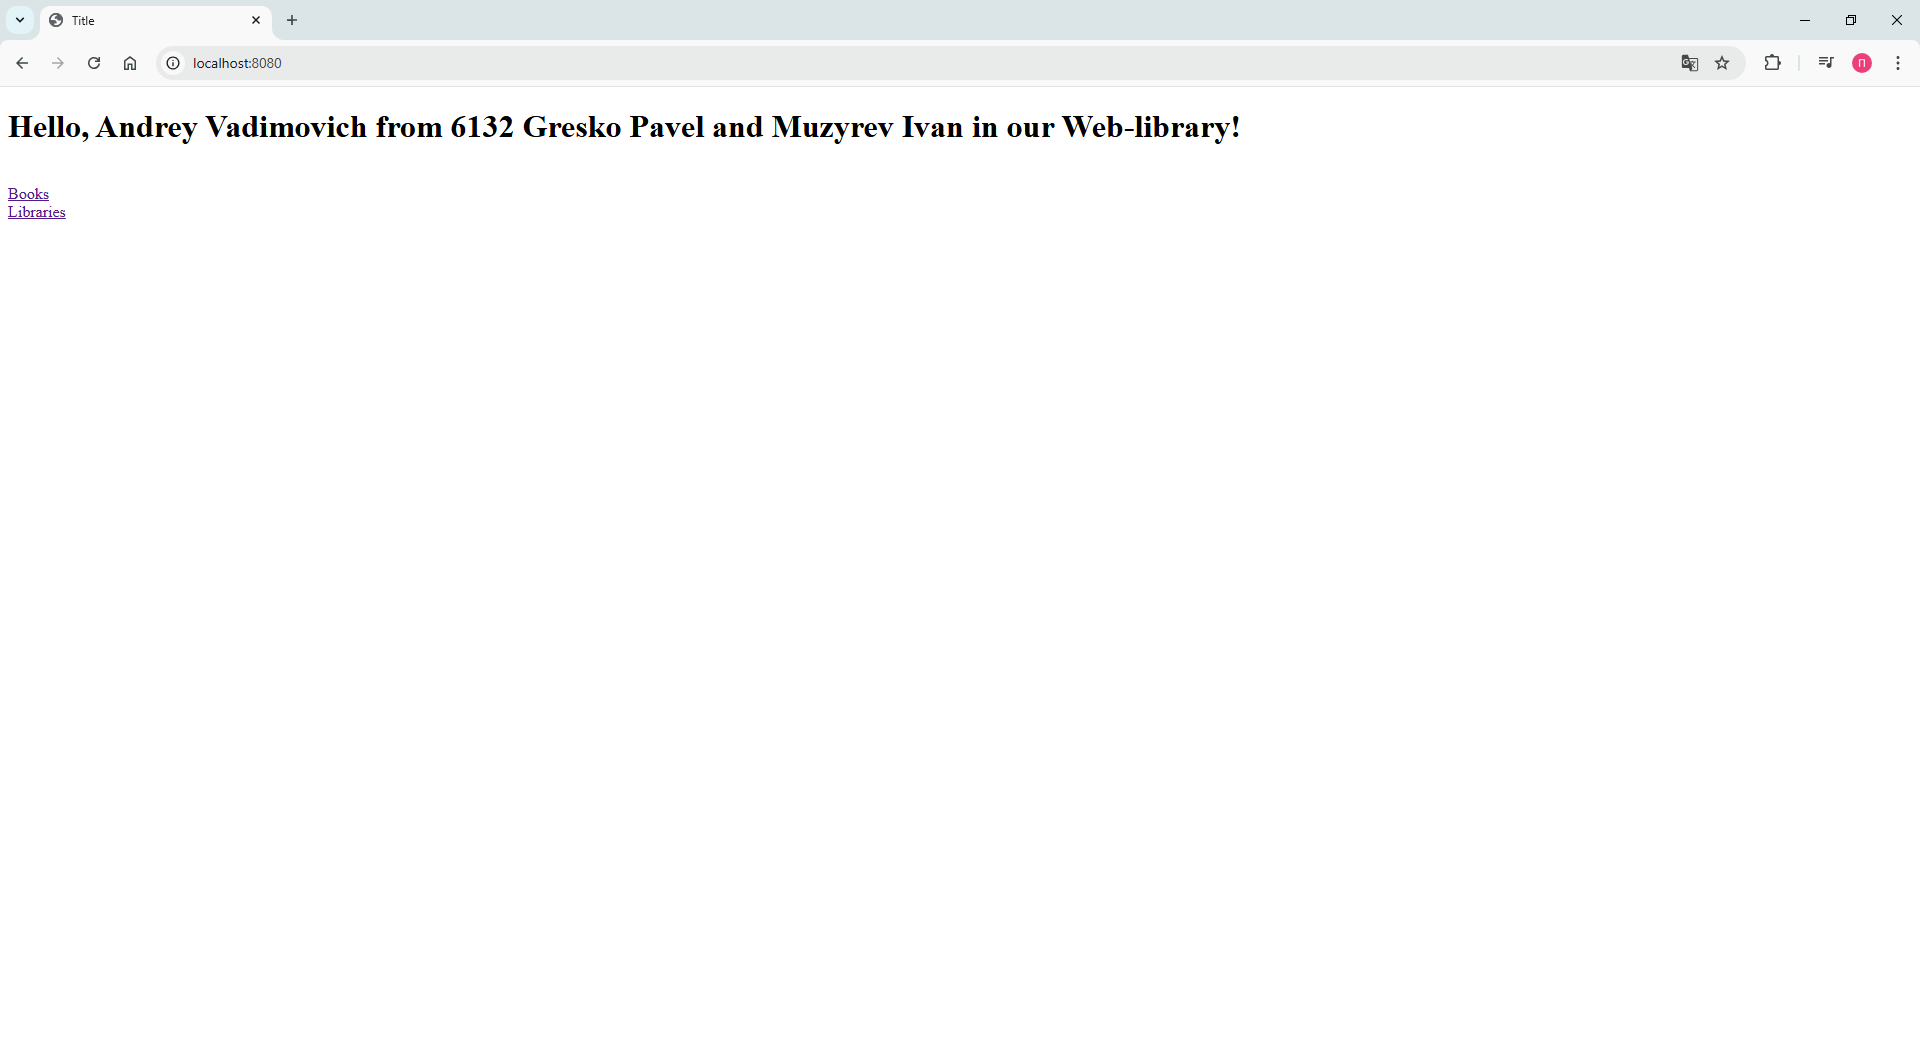 Title
localhost:8080
П
Hello, Andrey Vadimovich from 6132 Gresko Pavel and Muzyrev Ivan in our Web-library!
Books
Libraries